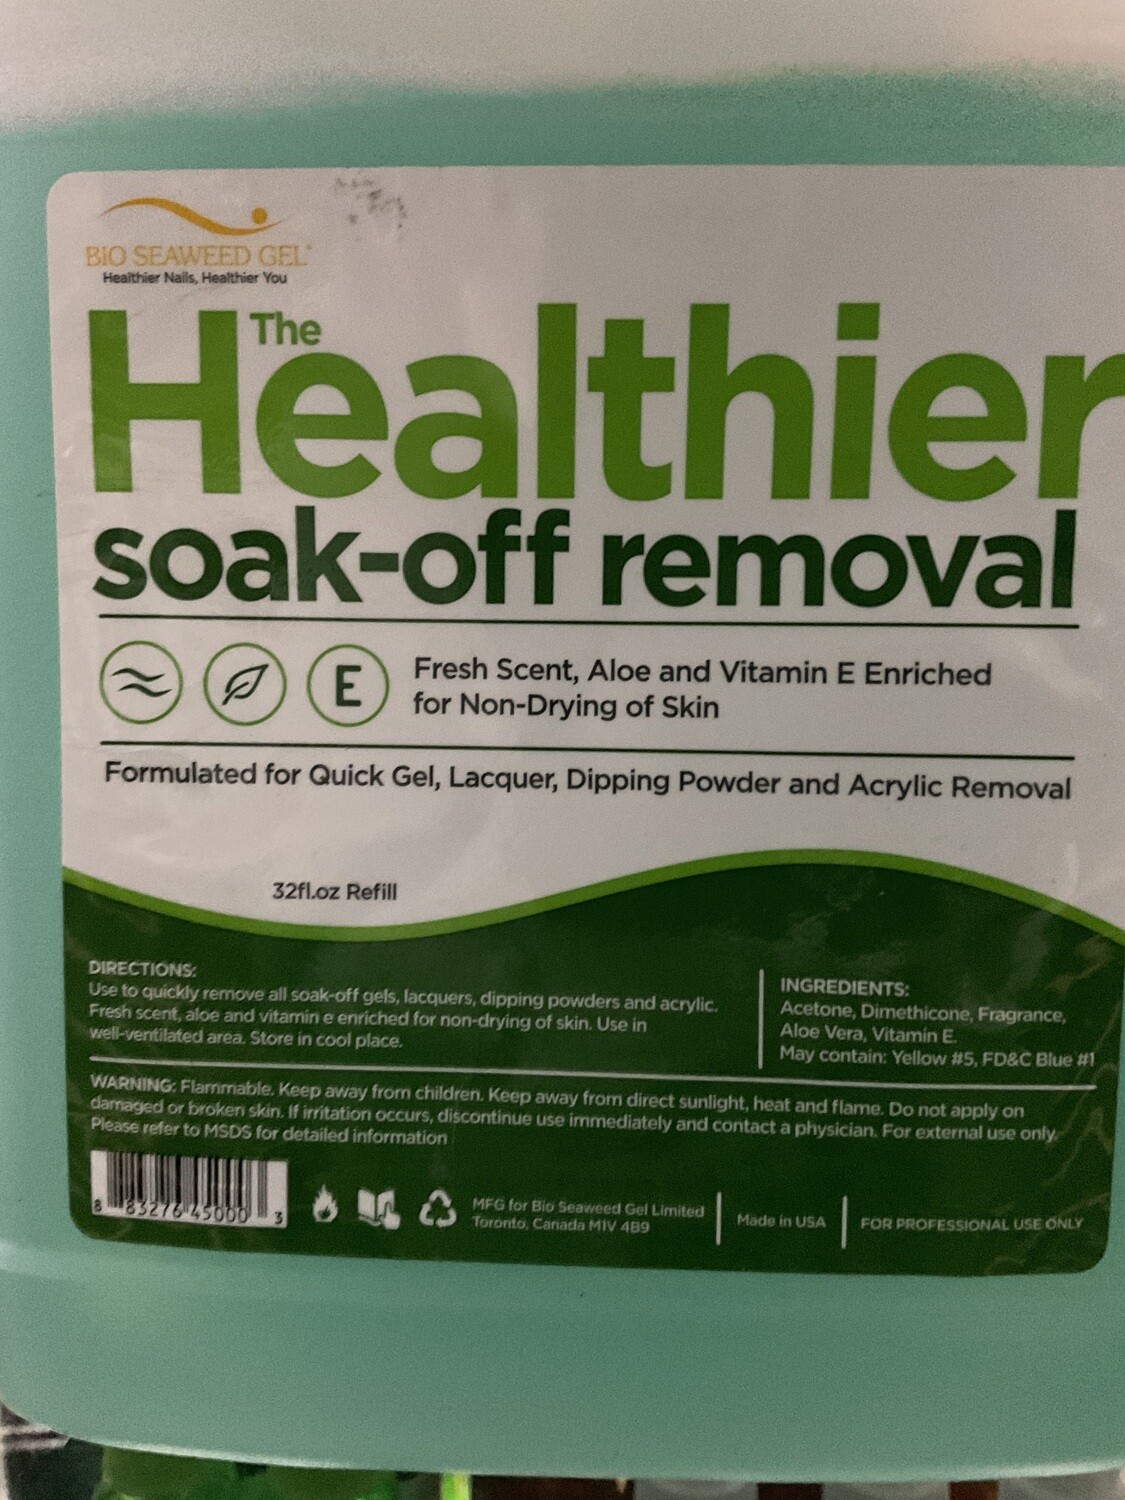 BIO SEAWEED GEL®
Healthier Nails, Healthier You
The
Healthier
soak-off removal
E
Fresh Scent, Aloe and Vitamin E Enriched
for Non-Drying of Skin
Formulated for Quick Gel, Lacquer, Dipping Powder and Acrylic Removal
32fl.oz Refill
DIRECTIONS:
Use to quickly remove all soak-off gels, lacquers, dipping powders and acrylic.
Fresh scent, aloe and vitamin e enriched for non-drying of skin. Use in
well-ventilated area. Store in cool place.
INGREDIENTS:
Acetone, Dimethicone, Fragrance,
Aloe Vera, Vitamin E.
May contain: Yellow #5, FD&C Blue #1
WARNING: Flammable. Keep away from children. Keep away from direct sunlight, heat and flame. Do not apply on
damaged or broken skin. If irritation occurs, discontinue use immediately and contact a physician. For external use only.
Please refer to MSDS for detailed information
8 83276 45000 3
MFG for Bio Seaweed Gel Limited
Toronto, Canada M1V 4B9
Made in USA
FOR PROFESSIONAL USE ONLY